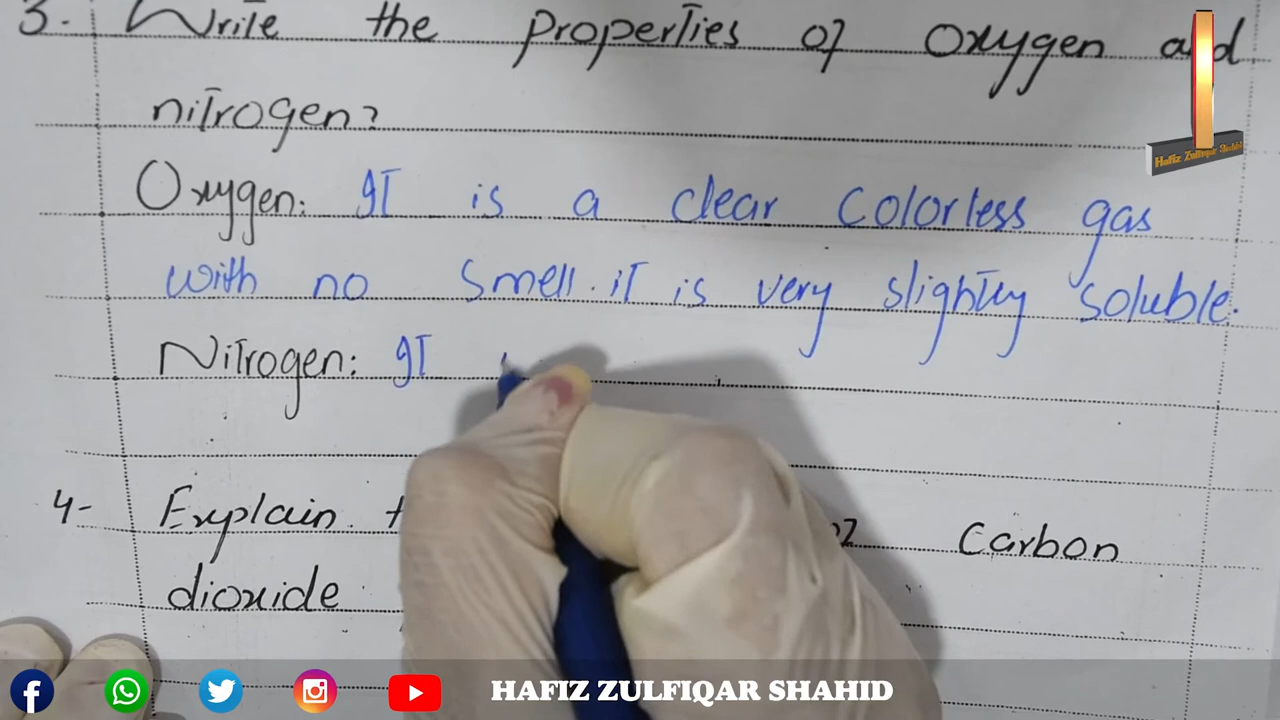 3. Write the properties of Oxygen and
nitrogen?
Oxygen: It is a clear Colorless gas
with no smell. it is very slightly soluble.
Nitrogen: It
4- Explain of Carbon
dioxide
Hafiz Zulfiqar Shahid
HAFIZ ZULFIQAR SHAHID